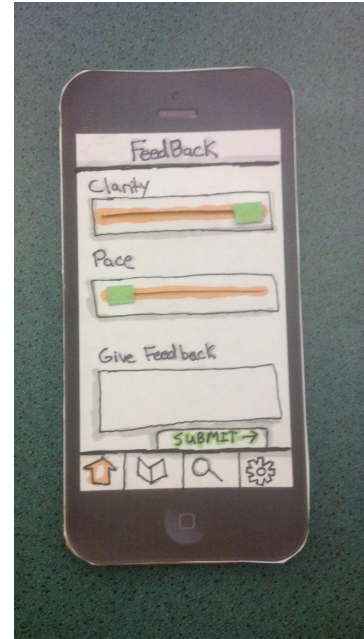 FeedBack
Clarity
Pace
Give Feedback
SUBMIT →